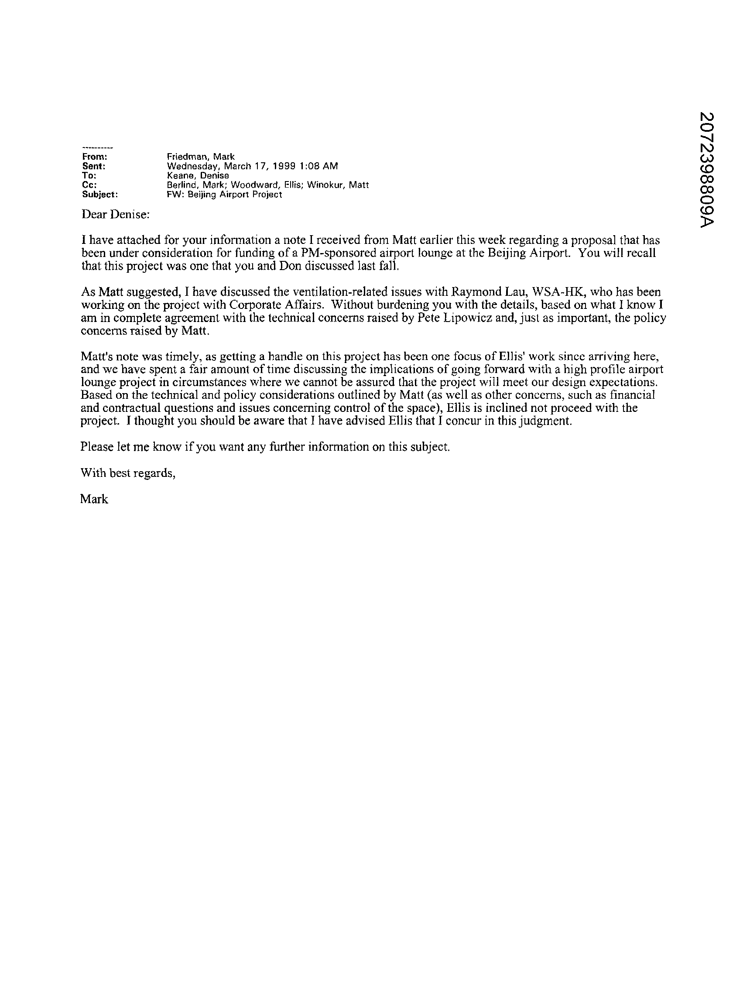 ----------
From: Friedman, Mark
Sent: Wednesday, March 17, 1999 1:08 AM
To: Keane, Denise
Cc: Berlind, Mark; Woodward, Ellis; Winokur, Matt
Subject: FW: Beijing Airport Project
Dear Denise:
I have attached for your information a note I received from Matt earlier this week regarding a proposal that has
been under consideration for funding of a PM-sponsored airport lounge at the Beijing Airport. You will recall
that this project was one that you and Don discussed last fall.
As Matt suggested, I have discussed the ventilation-related issues with Raymond Lau, WSA-HK, who has been
working on the project with Corporate Affairs. Without burdening you with the details, based on what I know I
am in complete agreement with the technical concerns raised by Pete Lipowicz and, just as important, the policy
concerns raised by Matt.
Matt's note was timely, as getting a handle on this project has been one focus of Ellis' work since arriving here,
and we have spent a fair amount of time discussing the implications of going forward with a high profile airport
lounge project in circumstances where we cannot be assured that the project will meet our design expectations.
Based on the technical and policy considerations outlined by Matt (as well as other concerns, such as financial
and contractual questions and issues concerning control of the space), Ellis is inclined not proceed with the
project. I thought you should be aware that I have advised Ellis that I concur in this judgment.
Please let me know if you want any further information on this subject.
With best regards,
Mark
2072398809A